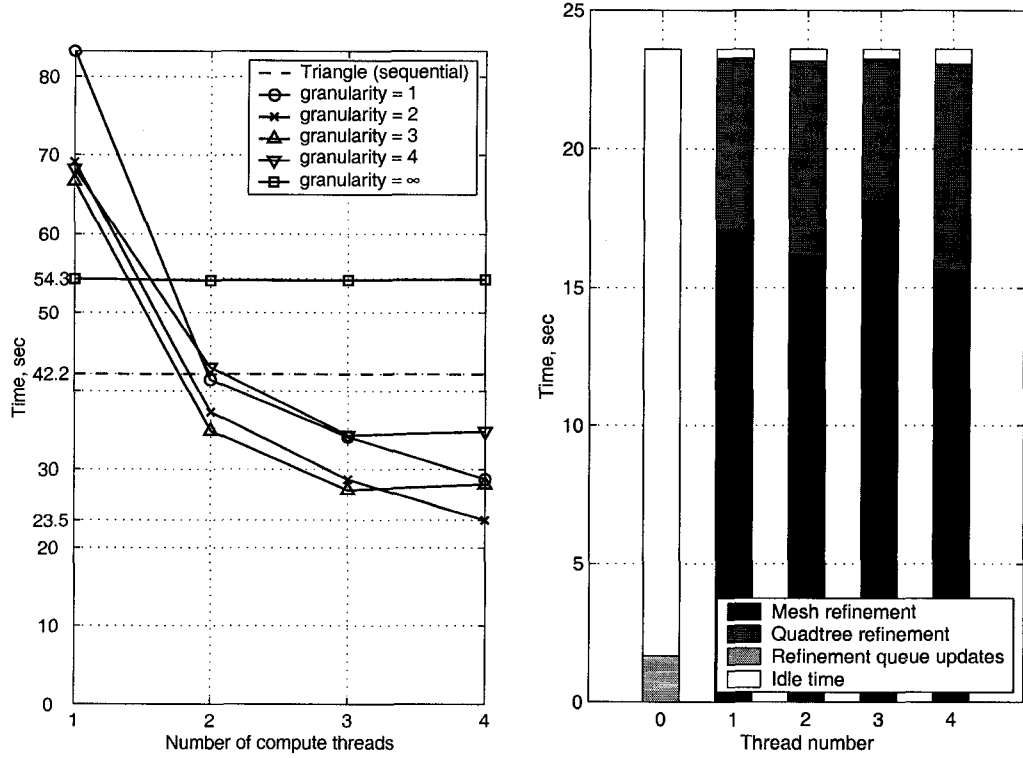 80
70
60
54.3
50
42.2
30
23.5
20
10
0
Time, sec
1 2 3 4
Number of compute threads
Triangle (sequential)
granularity = 1
granularity = 2
granularity = 3
granularity = 4
granularity = ∞
25
20
15
10
5
0
Time, sec
0 1 2 3 4
Thread number
Mesh refinement
Quadtree refinement
Refinement queue updates
Idle time